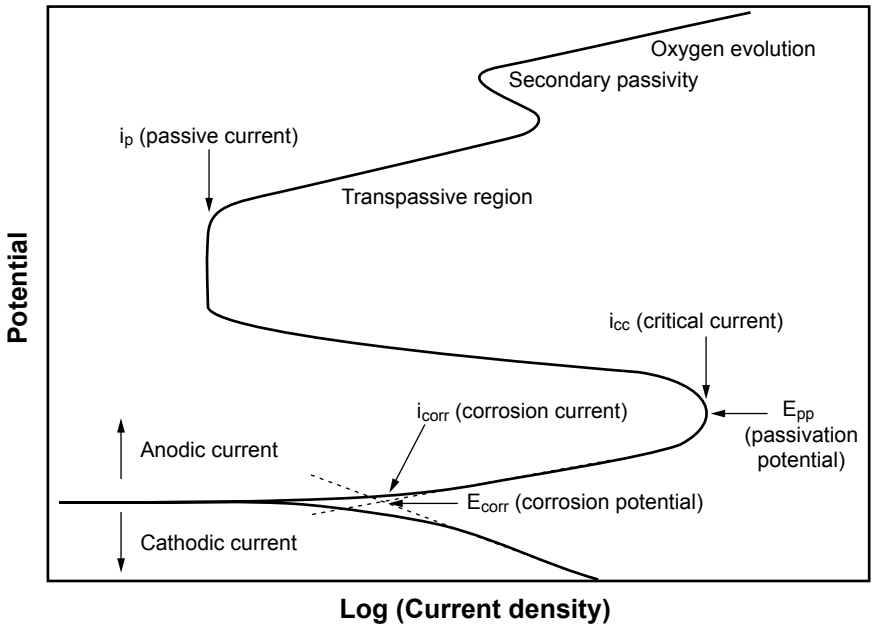 Oxygen evolution
Secondary passivity
ip (passive current)
Transpassive region
Potential
icc (critical current)
icorr (corrosion current)
Epp
(passivation
potential)
Anodic current
Ecorr (corrosion potential)
Cathodic current
Log (Current density)